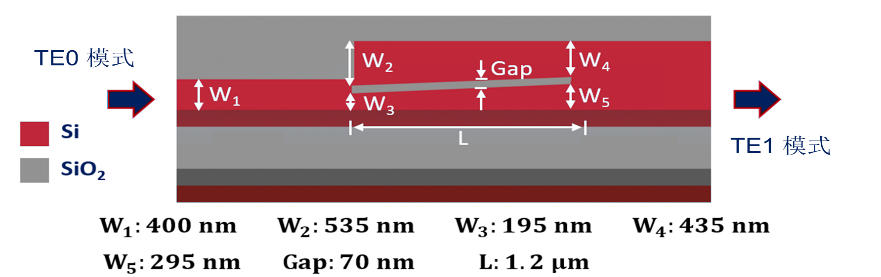 TE0 模式
W₂
W₄
Gap
W₁
W₃
W₅
L
TE1 模式
Si
SiO₂
W₁: 400 nm W₂: 535 nm W₃: 195 nm W₄: 435 nm
W₅: 295 nm Gap: 70 nm L: 1. 2 μm